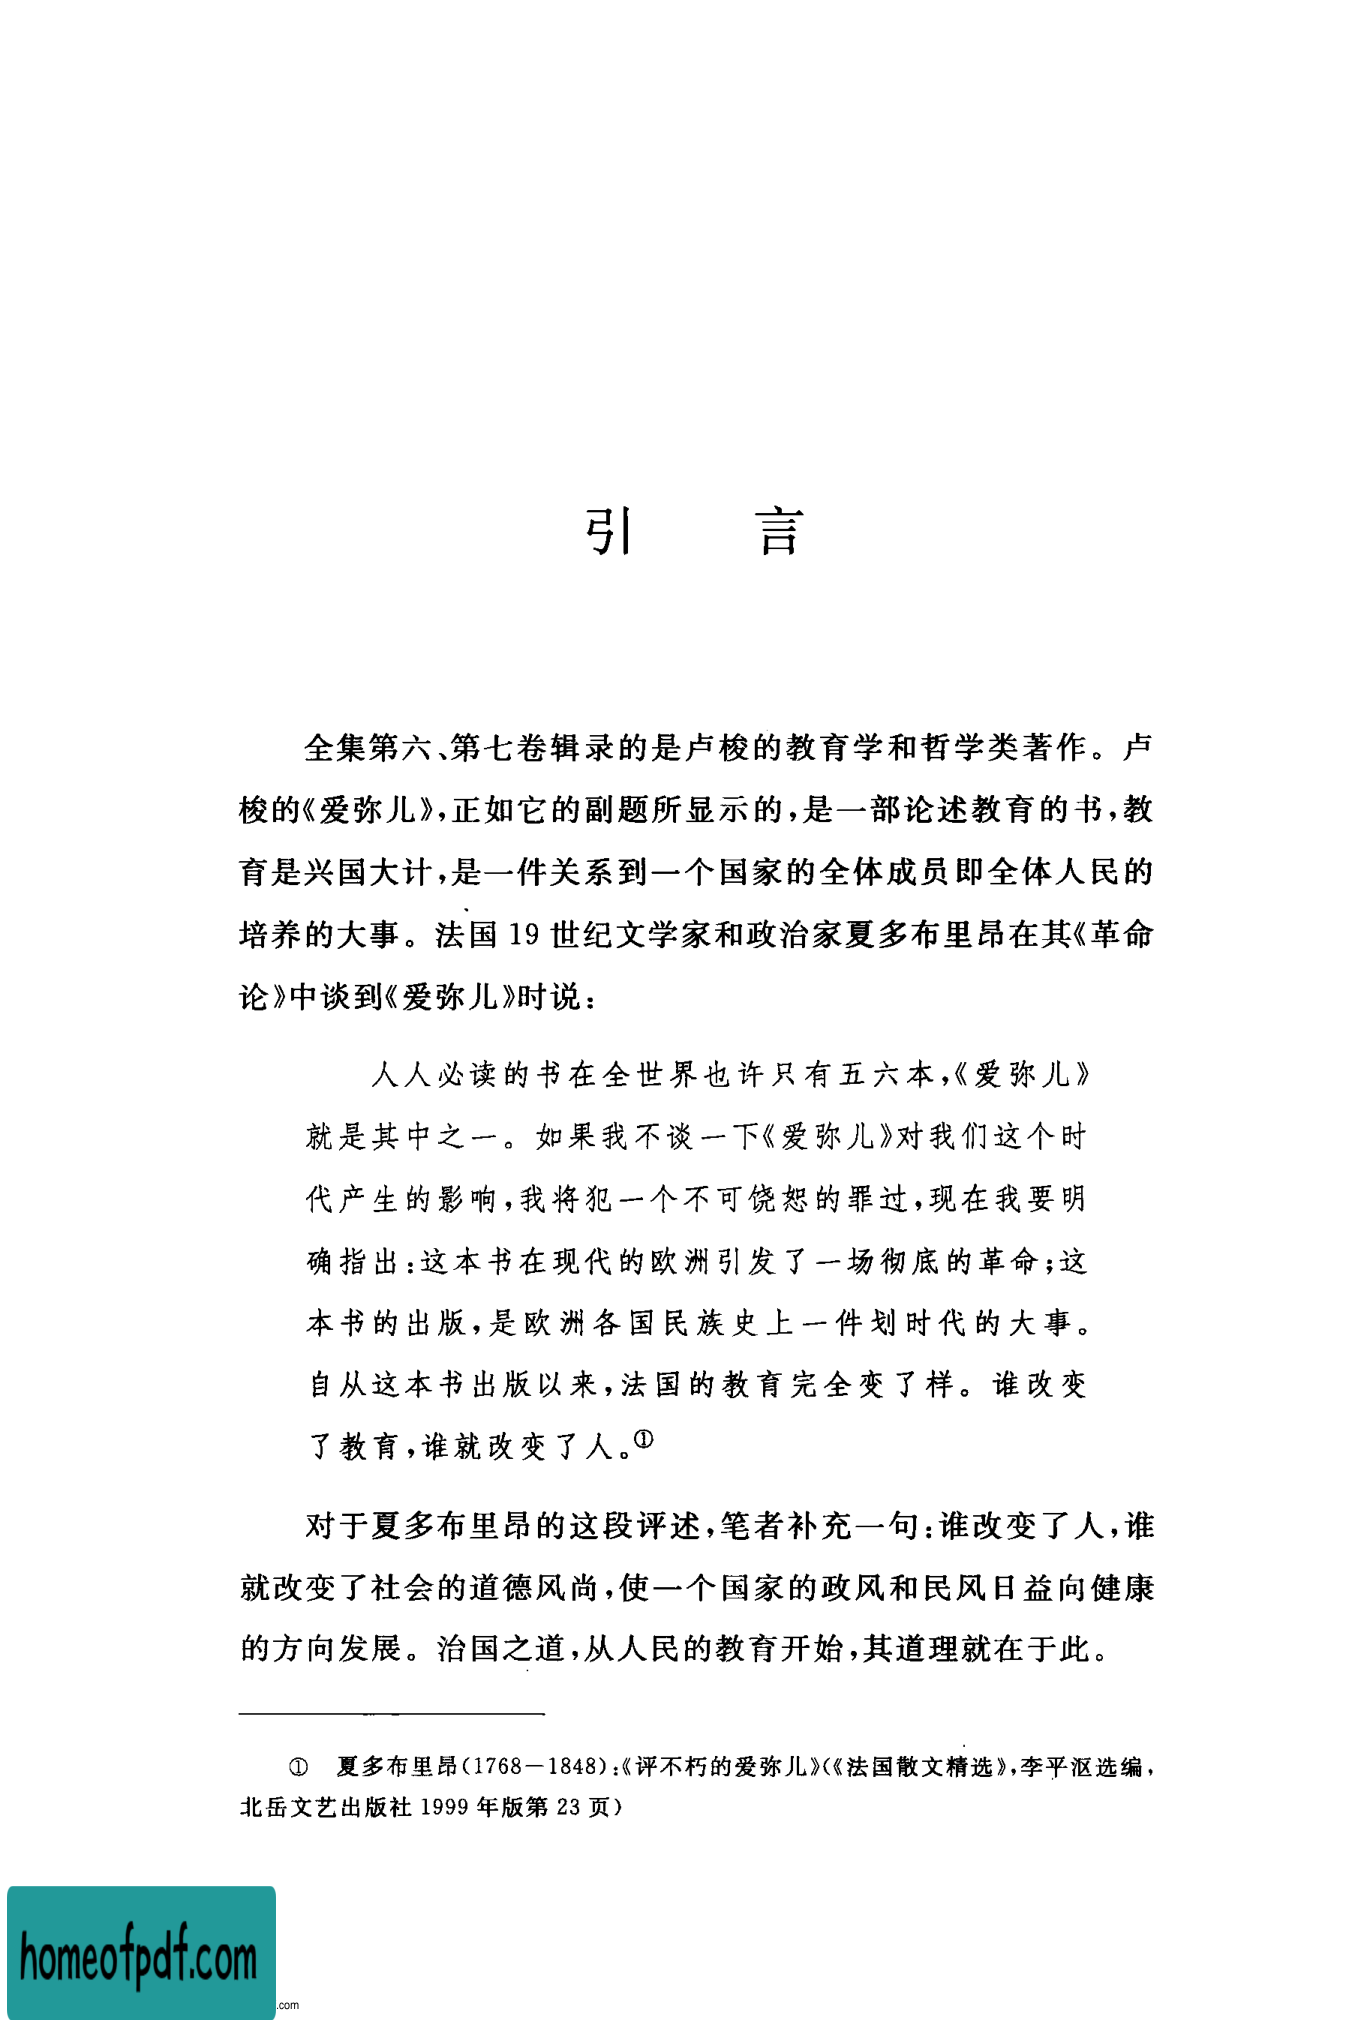 引　言
全集第六、第七卷辑录的是卢梭的教育学和哲学类著作。卢
梭的《爱弥儿》,正如它的副题所显示的,是一部论述教育的书,教
育是兴国大计,是一件关系到一个国家的全体成员即全体人民的
培养的大事。法国 19 世纪文学家和政治家夏多布里昂在其《革命
论》中谈到《爱弥儿》时说:
人人必读的书在全世界也许只有五六本,《爱弥儿》
就是其中之一。如果我不谈一下《爱弥儿》对我们这个时
代产生的影响,我将犯一个不可饶恕的罪过,现在我要明
确指出:这本书在现代的欧洲引发了一场彻底的革命;这
本书的出版,是欧洲各国民族史上一件划时代的大事。
自从这本书出版以来,法国的教育完全变了样。谁改变
了教育,谁就改变了人。①
对于夏多布里昂的这段评述,笔者补充一句:谁改变了人,谁
就改变了社会的道德风尚,使一个国家的政风和民风日益向健康
的方向发展。治国之道,从人民的教育开始,其道理就在于此。
① 夏多布里昂(1768—1848):《评不朽的爱弥儿》(《法国散文精选》,李平沤选编,
北岳文艺出版社 1999 年版第 23 页)
homeofpdf.com
.com